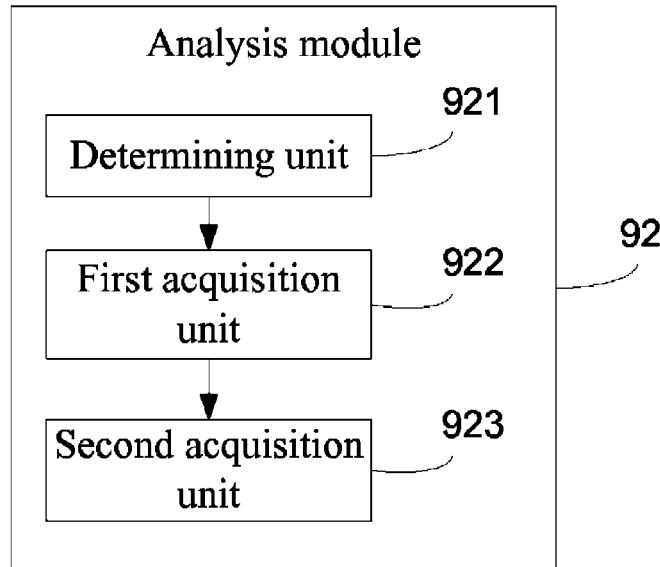 Analysis module
921
Determining unit
92
922
First acquisition
unit
923
Second acquisition
unit